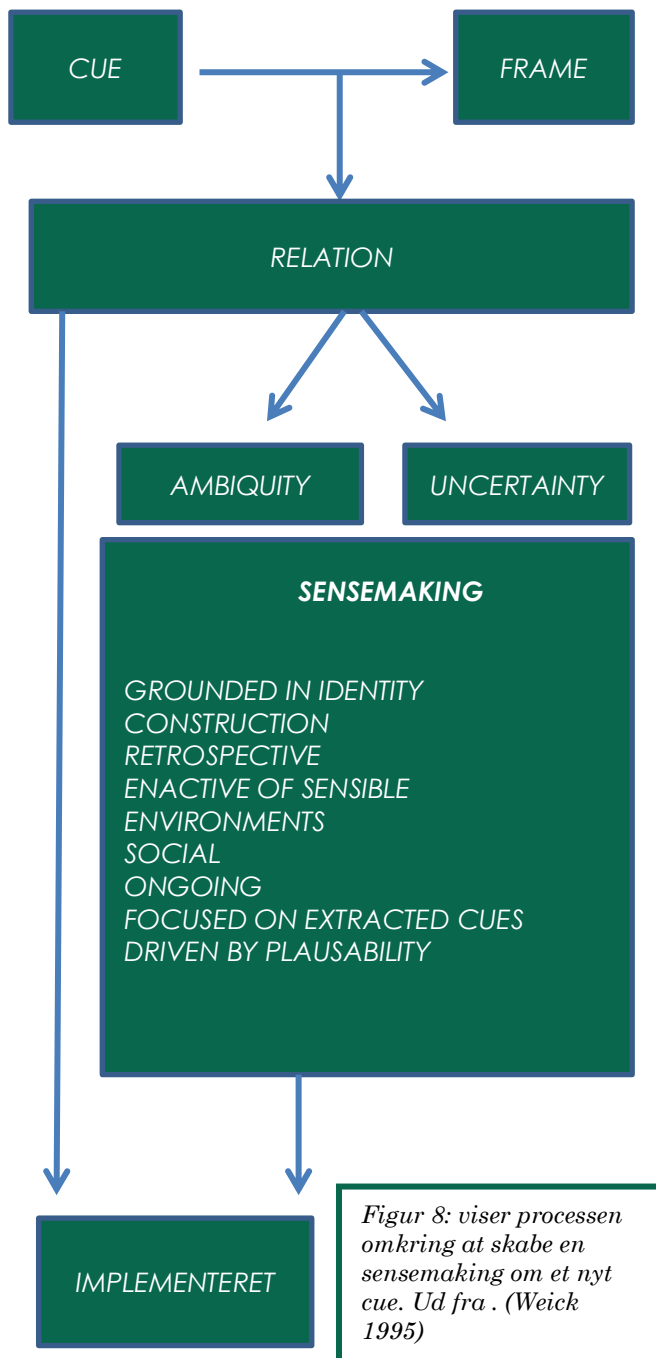 CUE
FRAME
RELATION
AMBIQUITY
UNCERTAINTY
SENSEMAKING
GROUNDED IN IDENTITY
CONSTRUCTION
RETROSPECTIVE
ENACTIVE OF SENSIBLE
ENVIRONMENTS
SOCIAL
ONGOING
FOCUSED ON EXTRACTED CUES
DRIVEN BY PLAUSABILITY
IMPLEMENTERET
Figur 8: viser processen
omkring at skabe en
sensemaking om et nyt
cue. Ud fra . (Weick
1995)